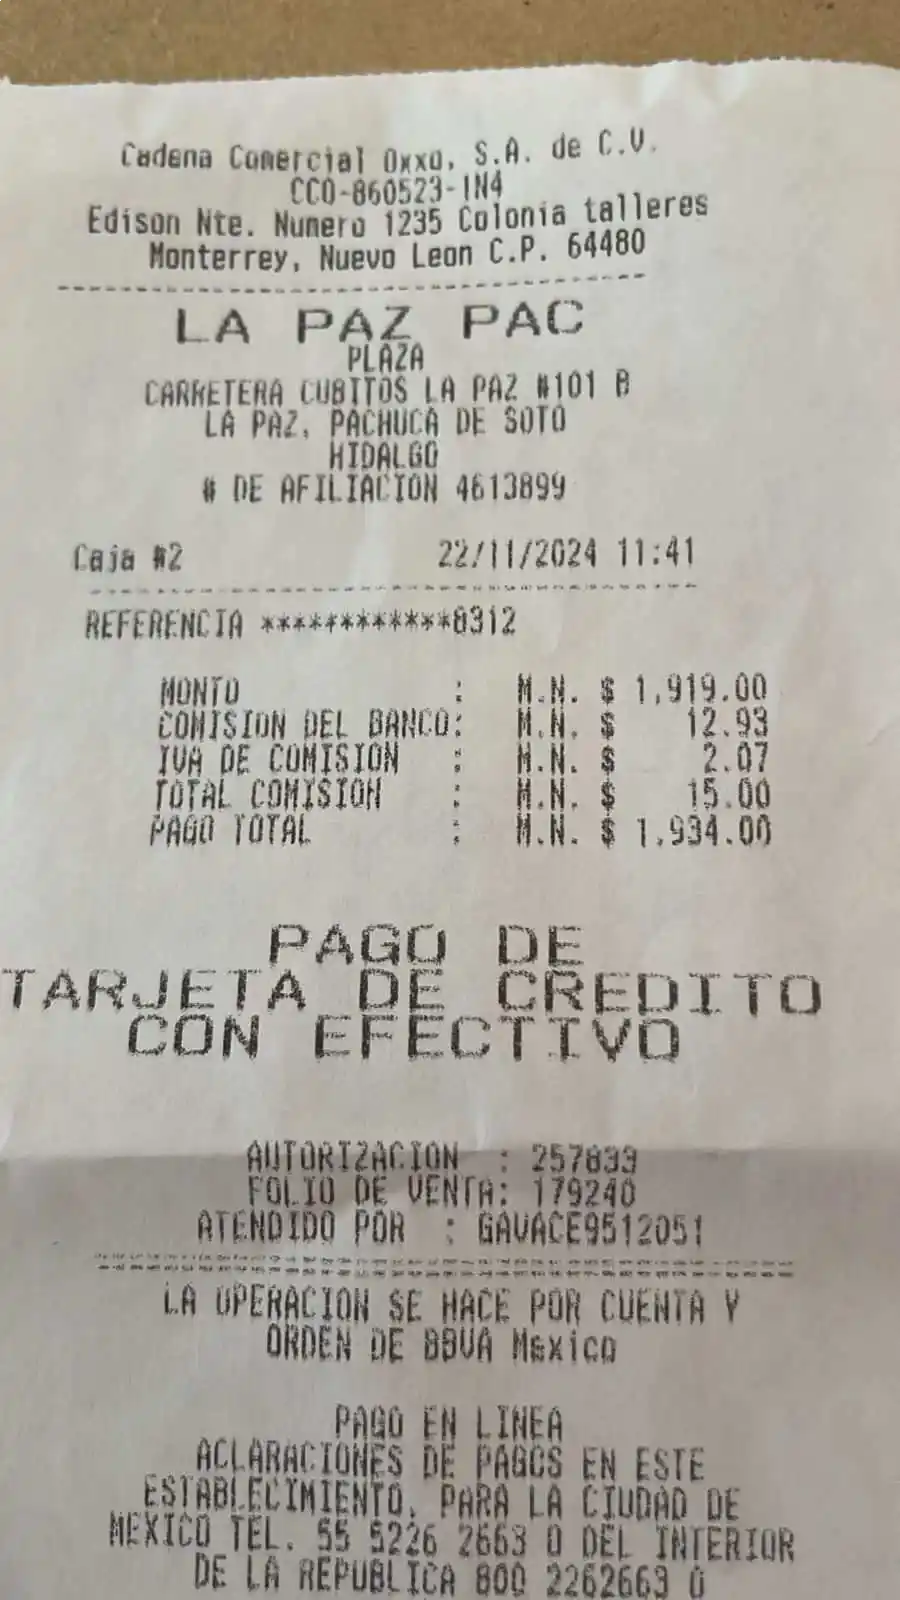 Cadena Comercial Oxxo, S.A. de C.V.
CCO-860523-1N4
Edison Nte. Numero 1235 Colonia talleres
Monterrey, Nuevo Leon C.P. 64480
LA PAZ PAC
PLAZA
CARRETERA CUBITOS LA PAZ #101 B
LA PAZ, PACHUCA DE SOTO
HIDALGO
# DE AFILIACION 4613899
Caja #2 22/11/2024 11:41
REFERENCIA ************8312
MONTO : M.N. $ 1,919.00
COMISION DEL BANCO: M.N. $ 12.93
IVA DE COMISION : M.N. $ 2.07
TOTAL COMISION : M.N. $ 15.00
PAGO TOTAL : M.N. $ 1,934.00
PAGO DE
TARJETA DE CREDITO
CON EFECTIVO
AUTORIZACION : 257833
FOLIO DE VENTA: 179240
ATENDIDO POR : GAVACE9512051
LA OPERACION SE HACE POR CUENTA Y
ORDEN DE BBVA Mexico
PAGO EN LINEA
ACLARACIONES DE PAGOS EN ESTE
ESTABLECIMIENTO, PARA LA CIUDAD DE
MEXICO TEL. 55 5226 2663 O DEL INTERIOR
DE LA REPUBLICA 800 2262663 O